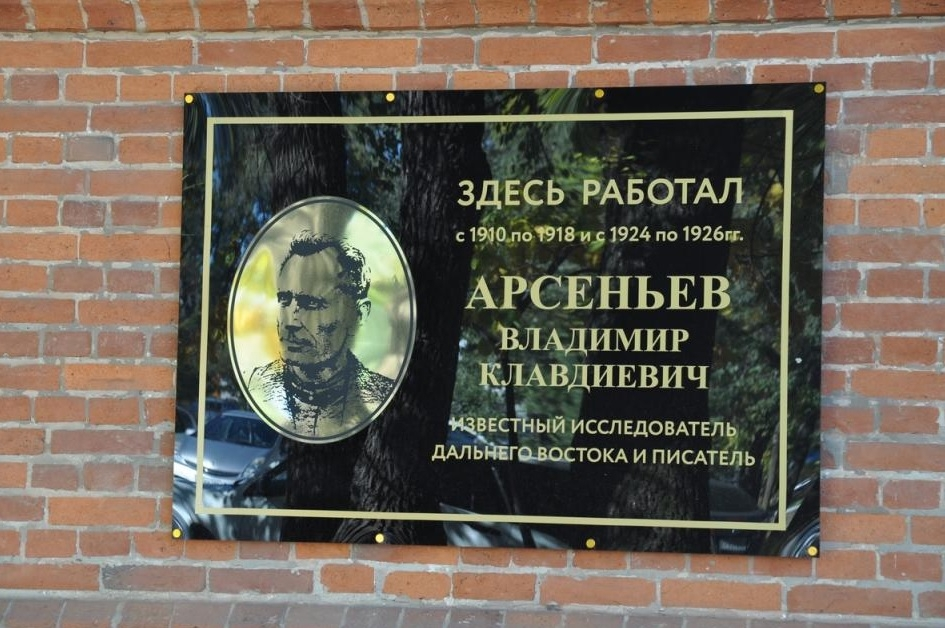 ЗДЕСЬ РАБОТАЛ
с 1910 по 1918 и с 1924 по 1926гг.
АРСЕНЬЕВ
ВЛАДИМИР
КЛАВДИЕВИЧ
ИЗВЕСТНЫЙ ИССЛЕДОВАТЕЛЬ
ДАЛЬНЕГО ВОСТОКА И ПИСАТЕЛЬ